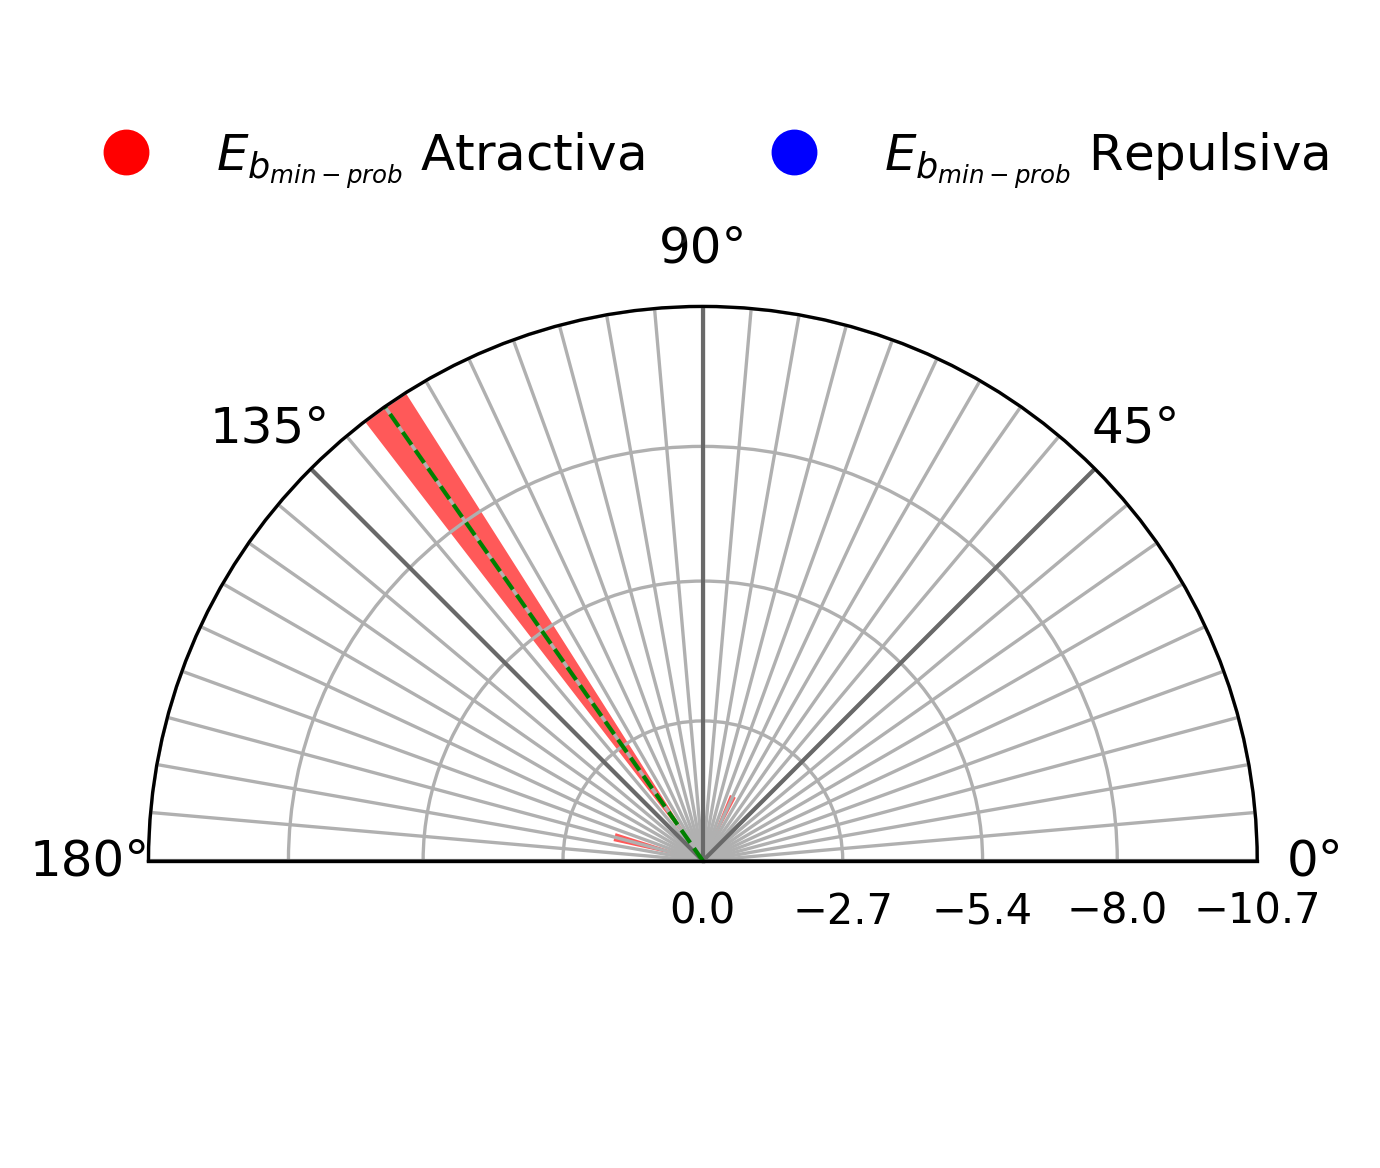 E_{b_{min-prob}} Atractiva E_{b_{min-prob}} Repulsiva
90°
135° 45°
180° 0°
0.0 −2.7 −5.4 −8.0 −10.7